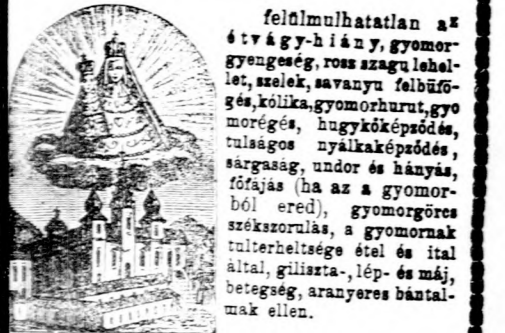 felülmulhatatlan az
étvágy-hiány, gyomor-
gyengeség, ross szagu lehel-
let, szelek, savanyu felbüfö-
gés, kólika, gyomorhurut, gyo
morégés, hugykőképződés,
tulságos nyálkaképződés,
sárgaság, undor és hányás,
főfájás (ha az a gyomor-
ból ered), gyomorgörcs
székszorulás, a gyomornak
tulterheltsége étel és ital
által, giliszta-, lép- és máj,
betegség, aranyeres bántal-
mak ellen.